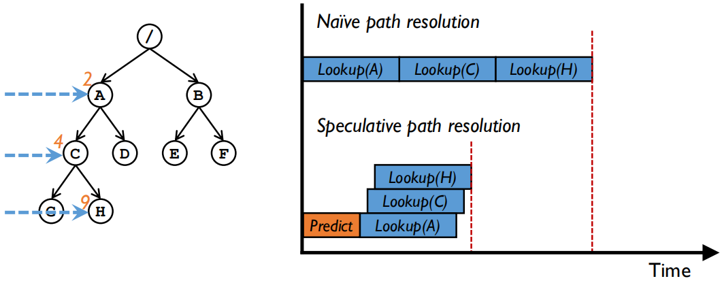 /
2
A
B
4
C
D
E
F
9
G
H
Naïve path resolution
Lookup(A) Lookup(C) Lookup(H)
Speculative path resolution
Lookup(H)
Lookup(C)
Predict Lookup(A)
Time